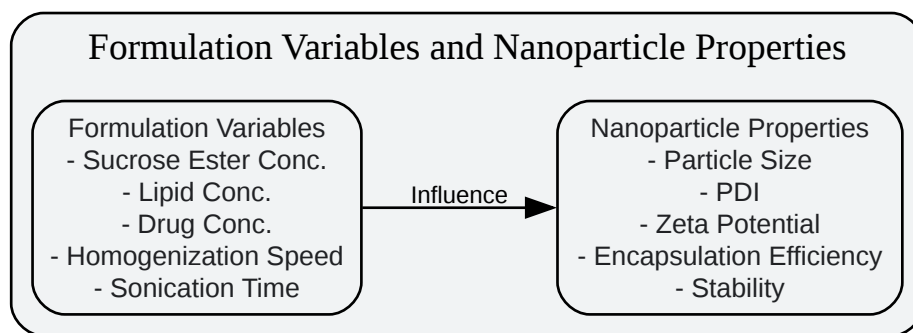 Formulation Variables and Nanoparticle Properties
Formulation Variables
- Sucrose Ester Conc.
- Lipid Conc.
- Drug Conc.
- Homogenization Speed
- Sonication Time
Influence
Nanoparticle Properties
- Particle Size
- PDI
- Zeta Potential
- Encapsulation Efficiency
- Stability